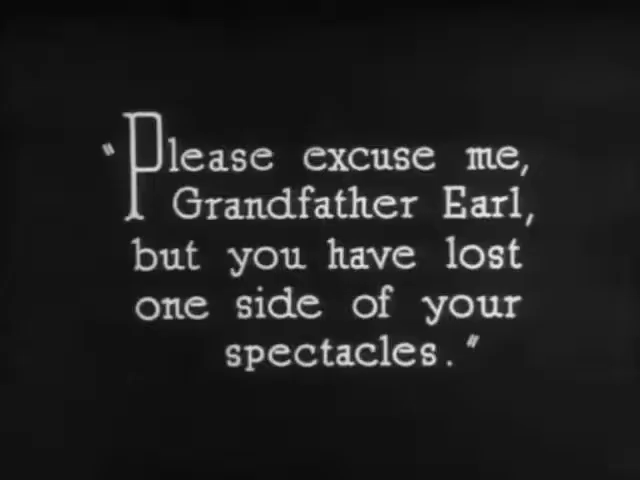 "Please excuse me,
Grandfather Earl,
but you have lost
one side of your
spectacles."